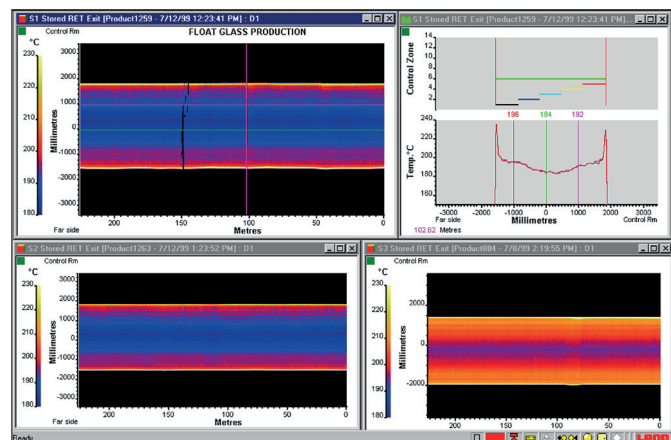 S1 Stored RET Exit [Product1259 - 7/12/99 12:23:41 PM] : D1
°C
Control Rm
FLOAT GLASS PRODUCTION
230
220
210
200
190
180
Millimetres
3000
2000
1000
0
-1000
-2000
-3000
Far side
200
150
100
50
0
Metres
S1 Stored RET Exit [Product1259 - 7/12/99 12:23:41 PM] : D1
Control Zone
14
12
10
8
6
4
2
196
184
192
Temp.°C
240
200
160
-3000
-2000
-1000
0
1000
2000
3000
Far side
Millimetres
Control Rm
102.62 Metres
S2 Stored RET Exit [Product1263 - 7/12/99 1:23:52 PM] : D1
°C
Control Rm
230
220
210
200
190
180
Millimetres
3000
2000
1000
0
-1000
-2000
-3000
Far side
200
150
100
50
0
Metres
S3 Stored RET Exit [Product884 - 7/8/99 2:19:55 PM] : D1
°C
Control Rm
230
220
210
200
190
180
Millimetres
2000
0
-2000
Far side
200
150
100
50
0
Metres
Ready
LAND